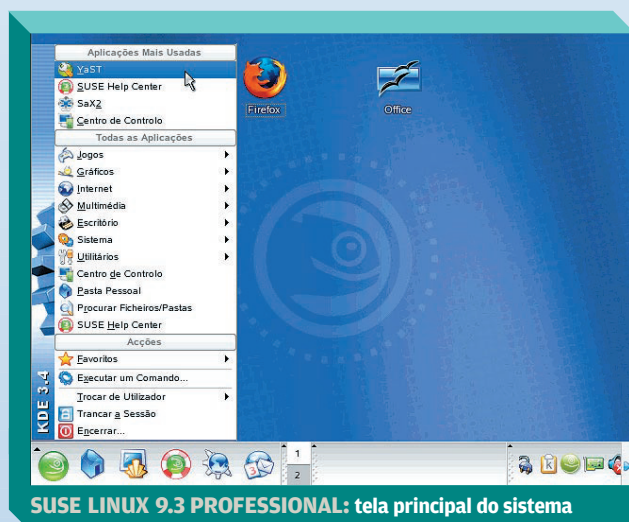 Aplicações Mais Usadas
YaST
SUSE Help Center
SaX2
Centro de Controlo
Todas as Aplicações
Jogos
Gráficos
Internet
Multimédia
Escritório
Sistema
Utilitários
Centro de Controlo
Pasta Pessoal
Procurar Ficheiros/Pastas
SUSE Help Center
Acções
Favoritos
Executar um Comando...
Trocar de Utilizador
Trancar a Sessão
Encerrar...
KDE 3.4
Firefox
Office
1
2
SUSE LINUX 9.3 PROFESSIONAL: tela principal do sistema